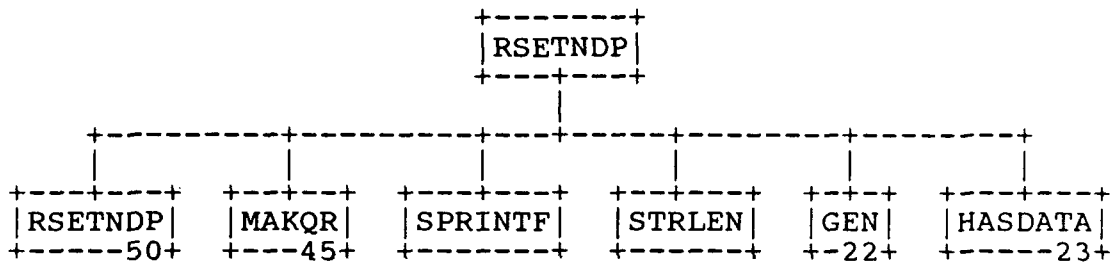 RSETNDP
RSETNDP MAKQR SPRINTF STRLEN GEN HASDATA
50 45 22 23